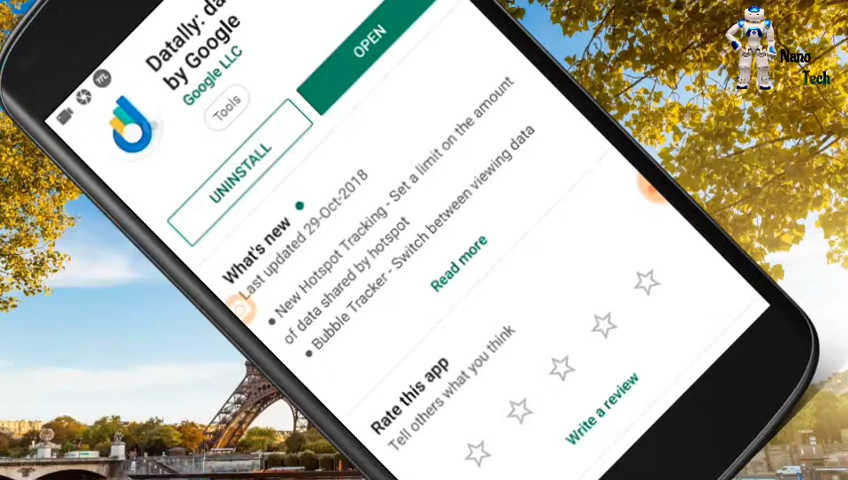 Datally: da
by Google
Google LLC
Tools
UNINSTALL
OPEN
What's new
Last updated 29-Oct-2018
• New Hotspot Tracking - Set a limit on the amount
of data shared by hotspot
• Bubble Tracker - Switch between viewing data
Read more
Rate this app
Tell others what you think
Write a review
Nano
Tech